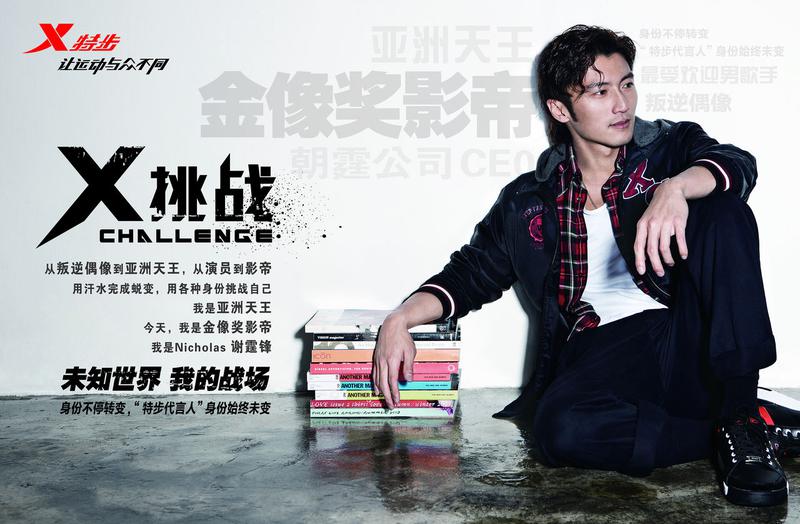 特步
让运动与众不同
亚洲天王
金像奖影帝
朝霆公司CEO
身份不停转变
“特步代言人”身份始终未变
最受欢迎男歌手
叛逆偶像
X挑战
CHALLENGE
从叛逆偶像到亚洲天王，从演员到影帝
用汗水完成蜕变，用各种身份挑战自己
我是亚洲天王
今天，我是金像奖影帝
我是Nicholas 谢霆锋
未知世界 我的战场
身份不停转变，“特步代言人”身份始终未变
icon
ANOTHER MAN
ANOTHER MAN
ANOTHER